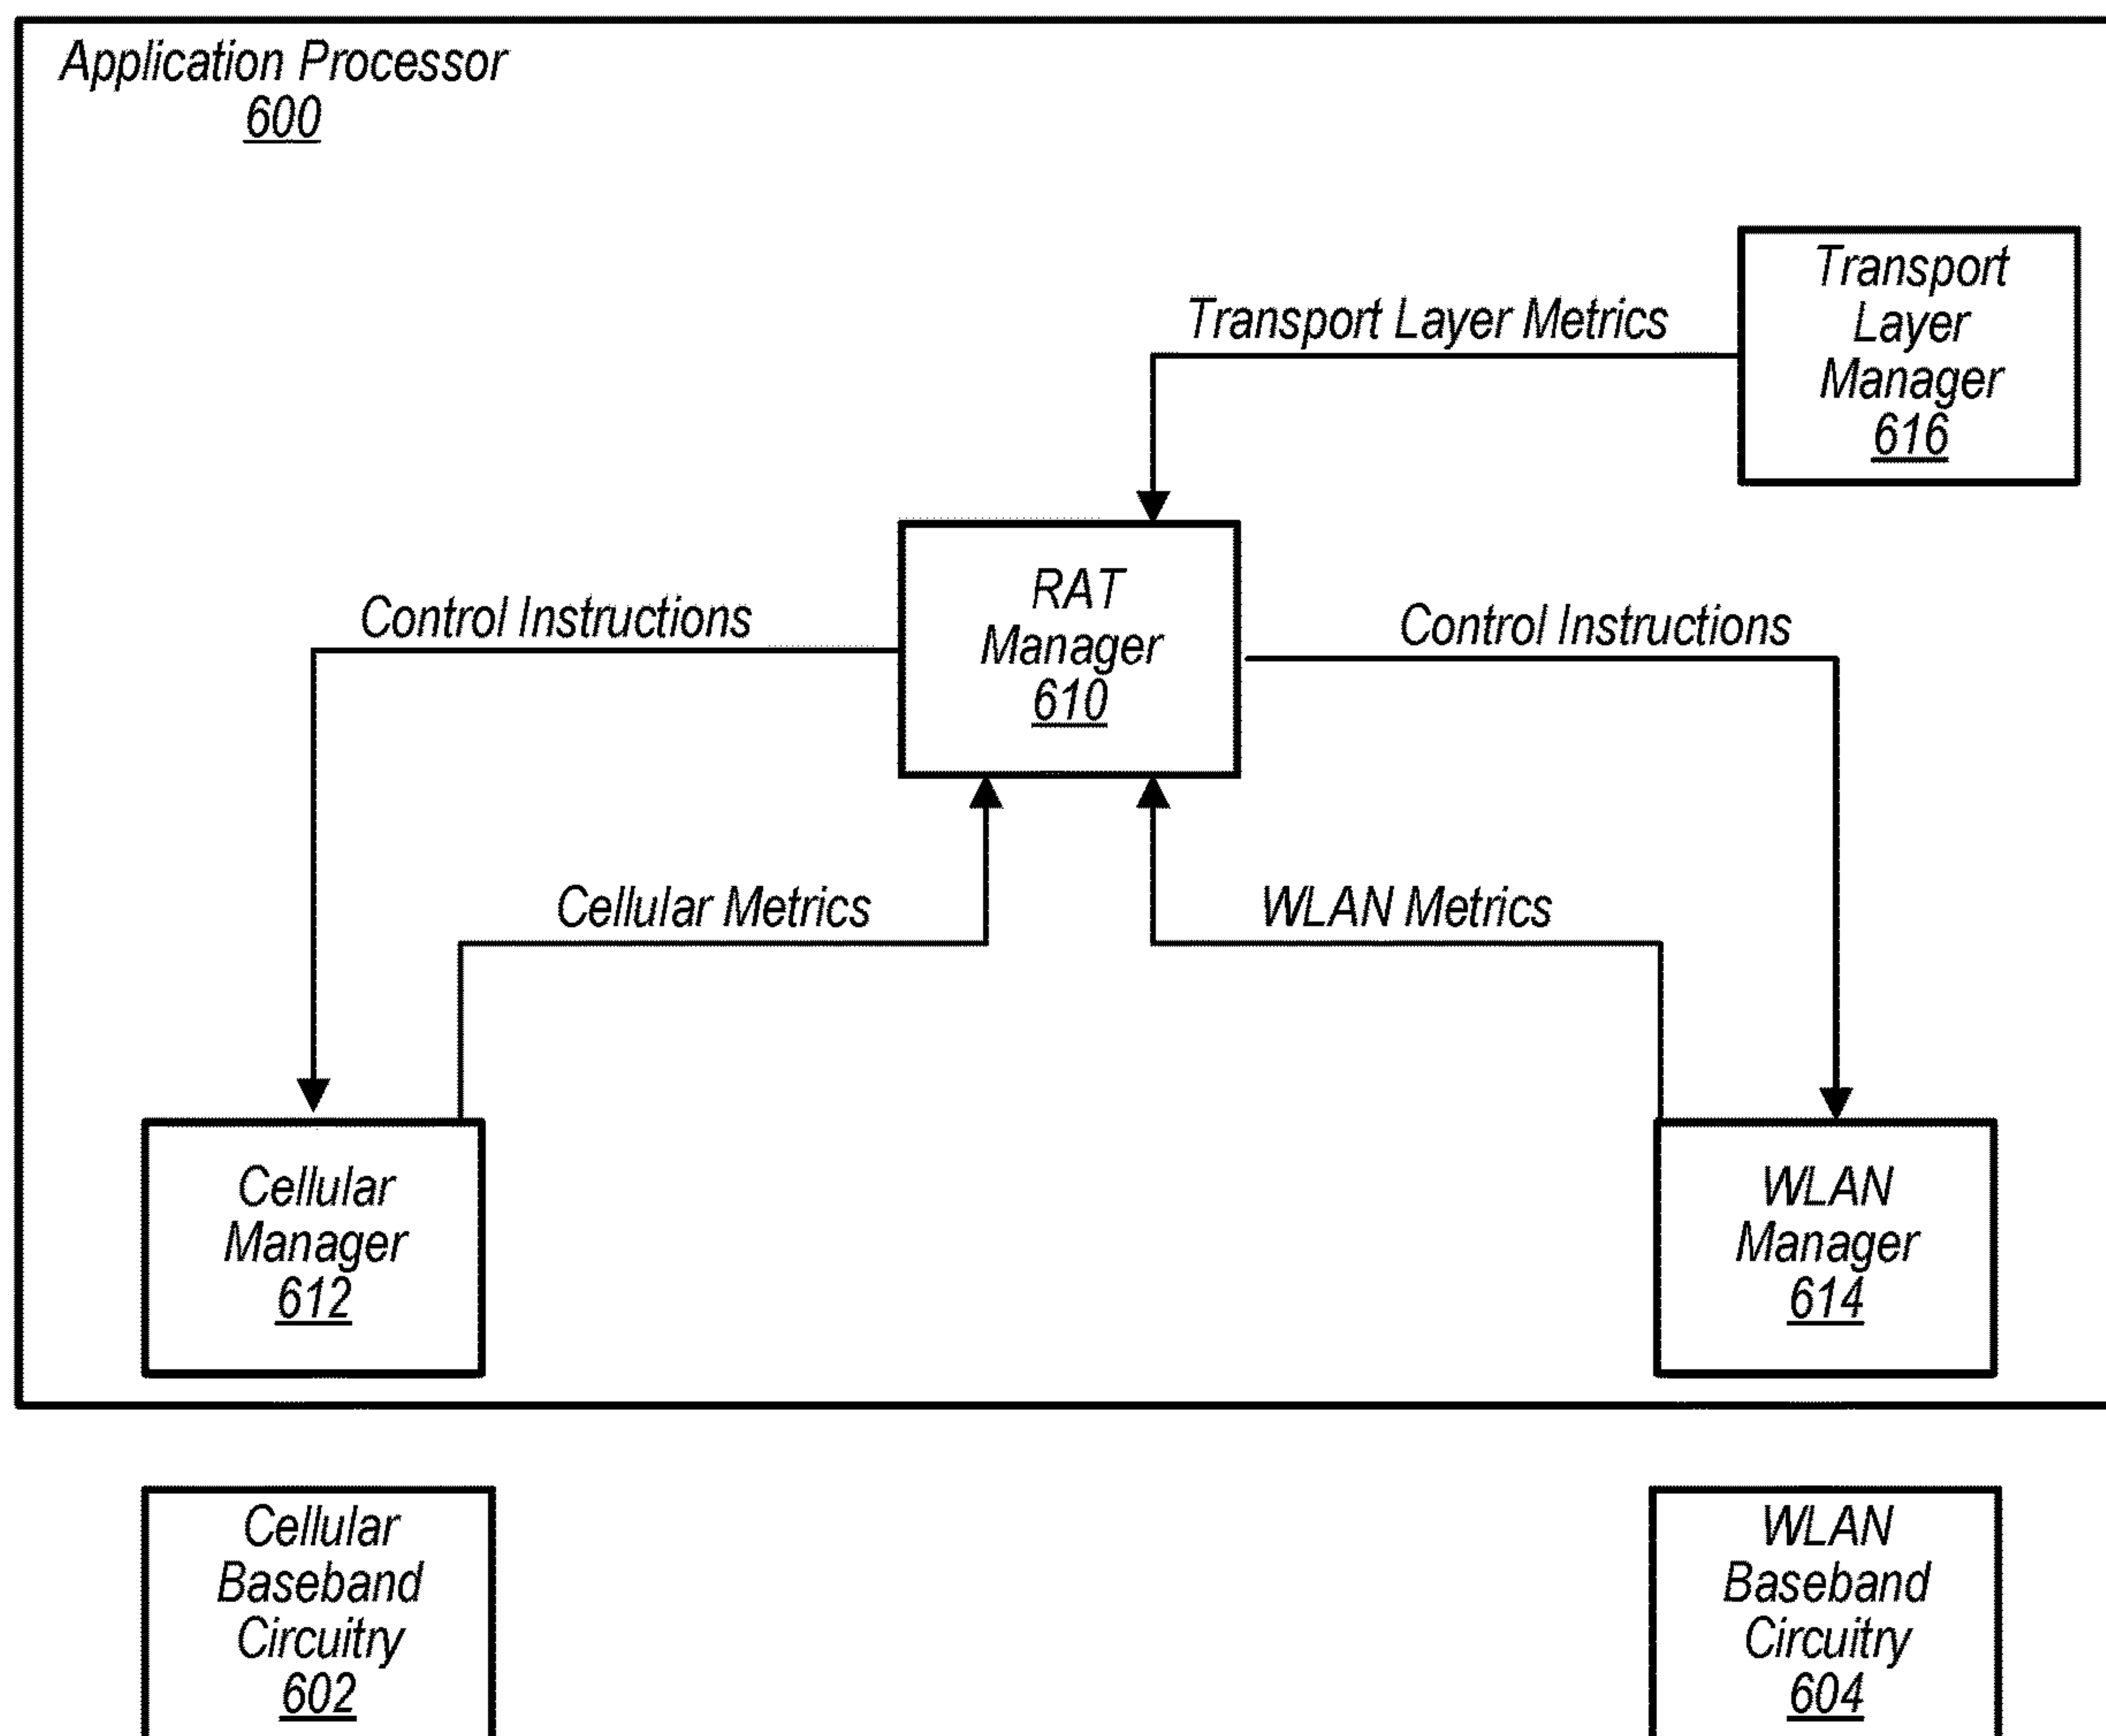 Application Processor
600
Transport
Layer
Manager
616
Transport Layer Metrics
RAT
Manager
610
Control Instructions
Control Instructions
Cellular Metrics
WLAN Metrics
Cellular
Manager
612
WLAN
Manager
614
Cellular
Baseband
Circuitry
602
WLAN
Baseband
Circuitry
604